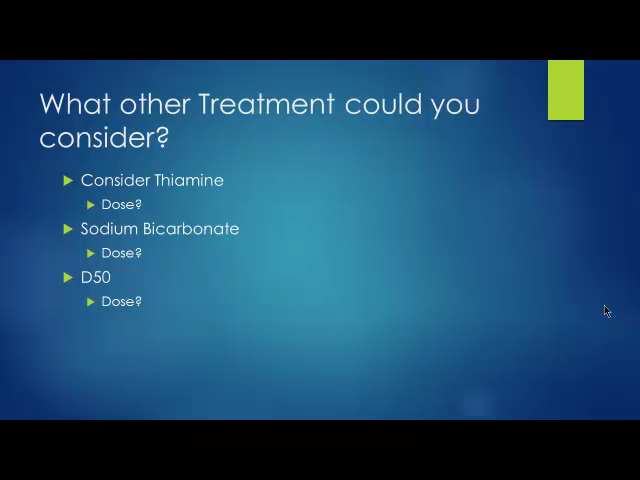 What other Treatment could you
consider?
Consider Thiamine
Dose?
Sodium Bicarbonate
Dose?
D50
Dose?